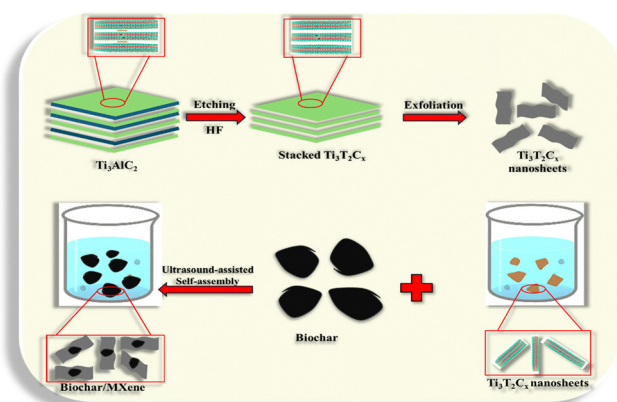 Etching
HF
Exfoliation
Ti₃AlC₂
Stacked Ti₃T₂Cₓ
Ti₃T₂Cₓ
nanosheets
Ultrasound-assisted
Self-assembly
Biochar
Biochar/MXene
Ti₃T₂Cₓ nanosheets